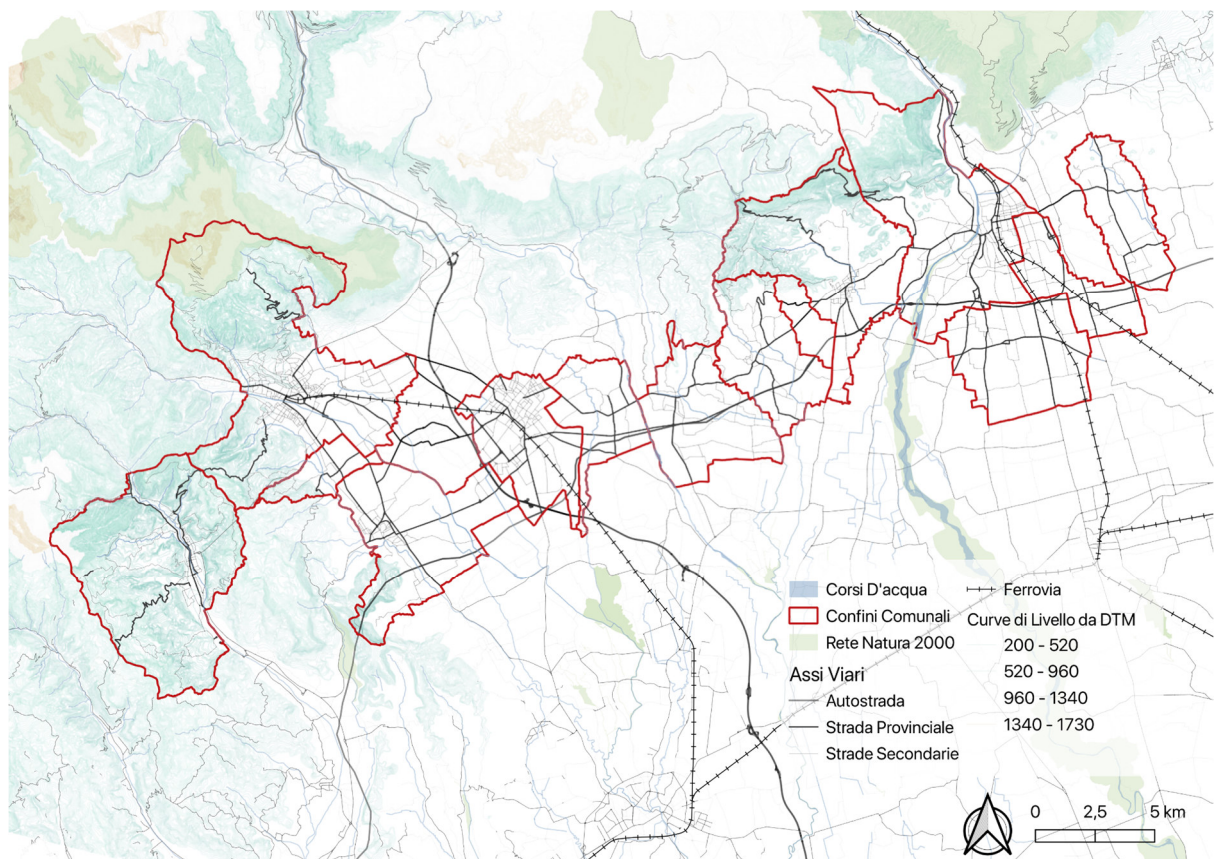 Corsi D'acqua
Confini Comunali
Rete Natura 2000
Assi Viari
Autostrada
Strada Provinciale
Strade Secondarie
Ferrovia
Curve di Livello da DTM
200 - 520
520 - 960
960 - 1340
1340 - 1730
0 2,5 5 km